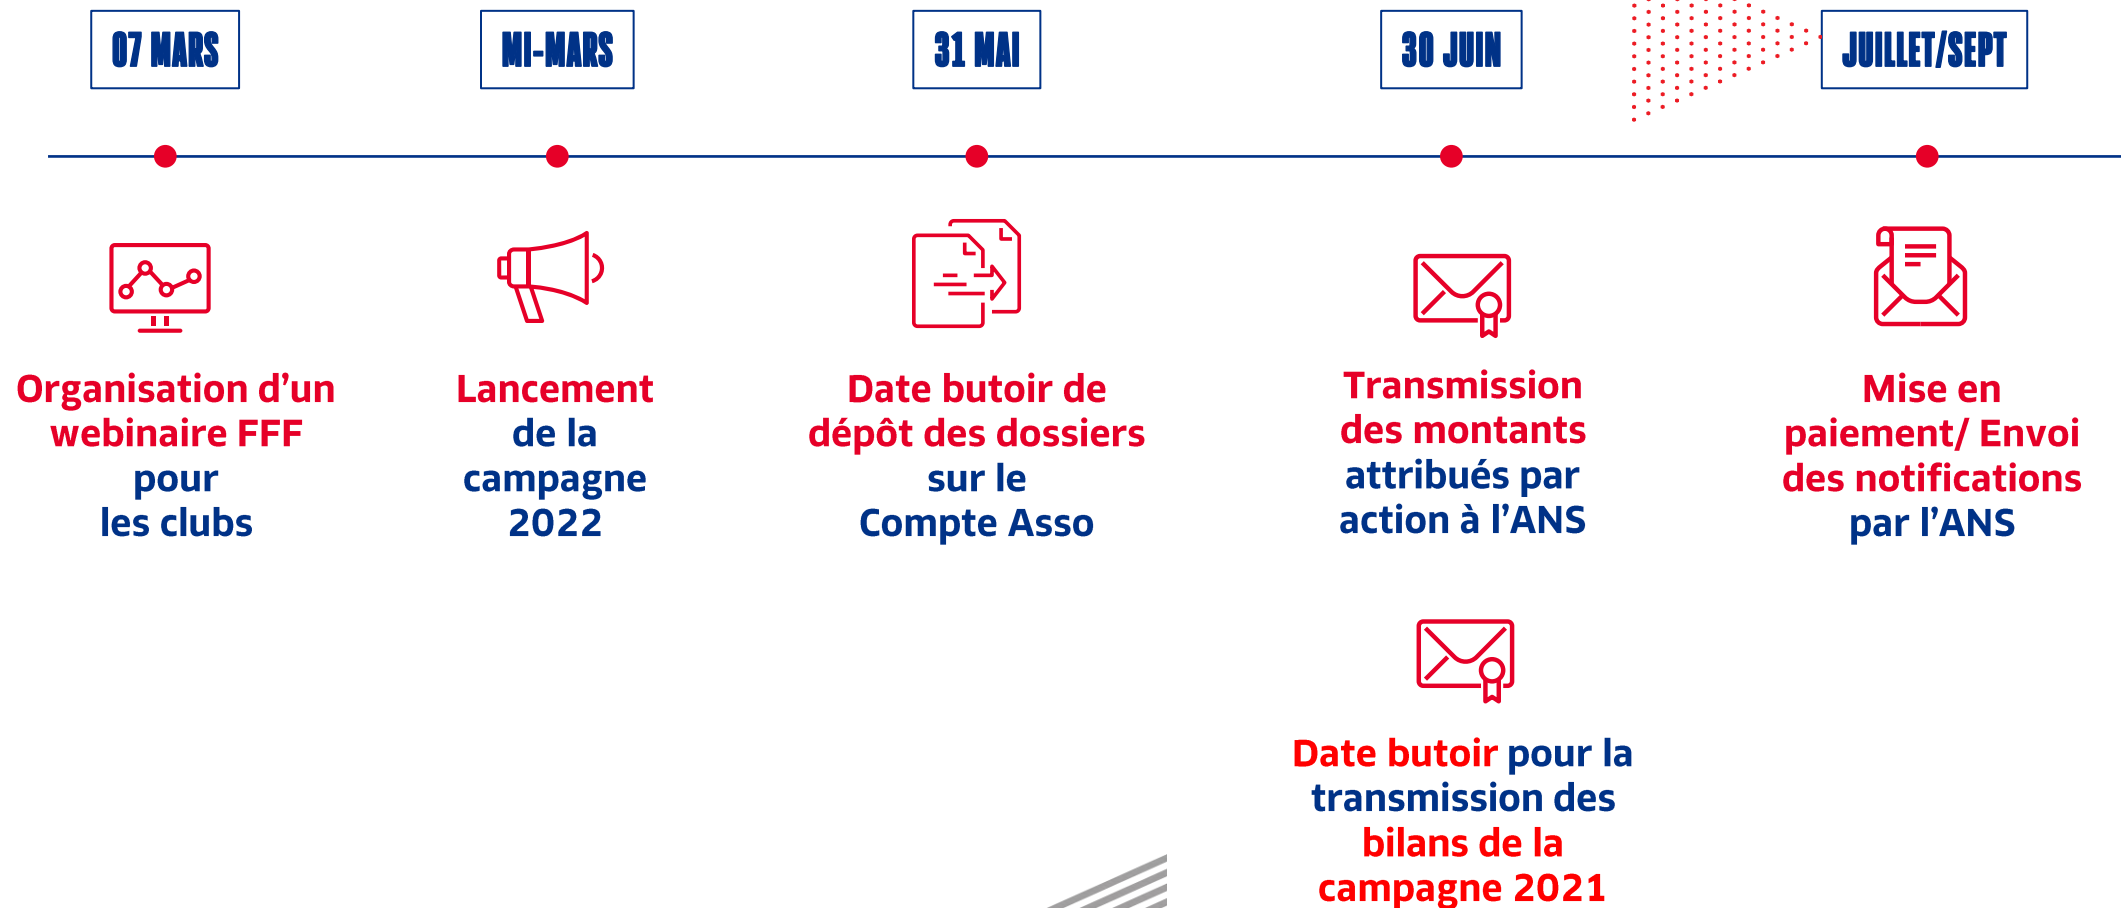 07 MARS
MI-MARS
31 MAI
30 JUIN
JUILLET/SEPT
Organisation d’un
webinaire FFF
pour
les clubs
Lancement
de la
campagne
2022
Date butoir de
dépôt des dossiers
sur le
Compte Asso
Transmission
des montants
attribués par
action à l’ANS
Mise en
paiement/ Envoi
des notifications
par l’ANS
Date butoir pour la
transmission des
bilans de la
campagne 2021